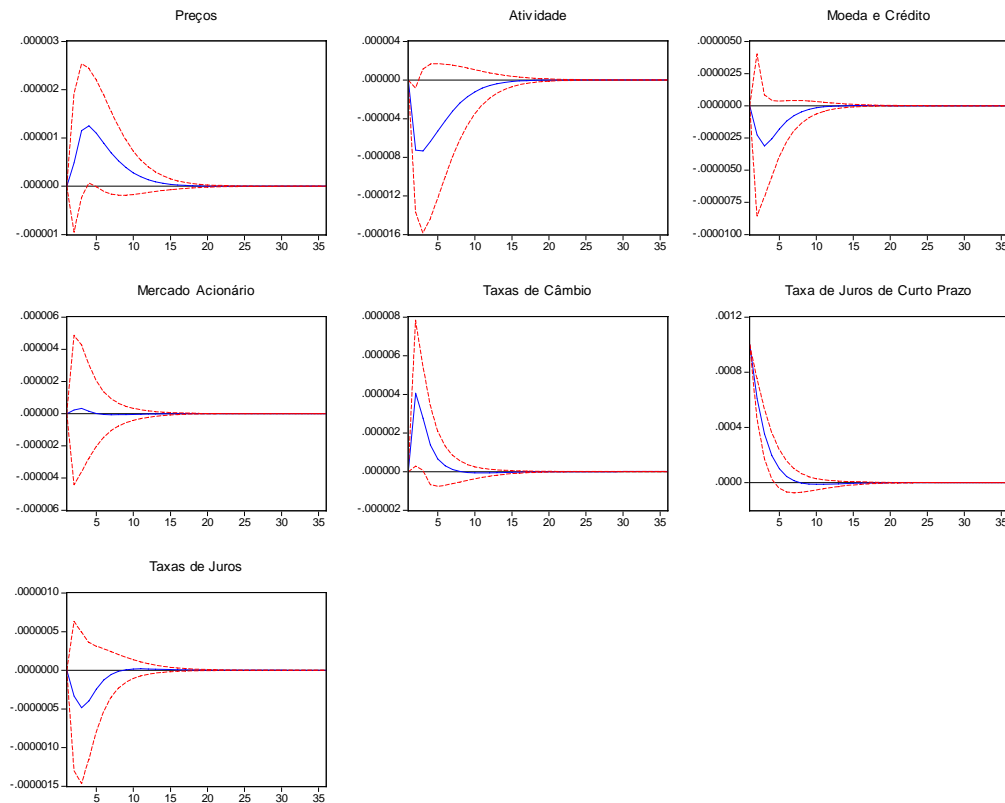 Preços
.000003
.000002
.000001
.000000
-.000001
5 10 15 20 25 30 35
Atividade
.000004
.000000
-.000004
-.000008
-.000012
-.000016
5 10 15 20 25 30 35
Moeda e Crédito
.0000050
.0000025
.0000000
-.0000025
-.0000050
-.0000075
-.0000100
5 10 15 20 25 30 35
Mercado Acionário
.000006
.000004
.000002
.000000
-.000002
-.000004
-.000006
5 10 15 20 25 30 35
Taxas de Câmbio
.000008
.000006
.000004
.000002
.000000
-.000002
5 10 15 20 25 30 35
Taxa de Juros de Curto Prazo
.0012
.0008
.0004
.0000
5 10 15 20 25 30 35
Taxas de Juros
.0000010
.0000005
.0000000
-.0000005
-.0000010
-.0000015
5 10 15 20 25 30 35